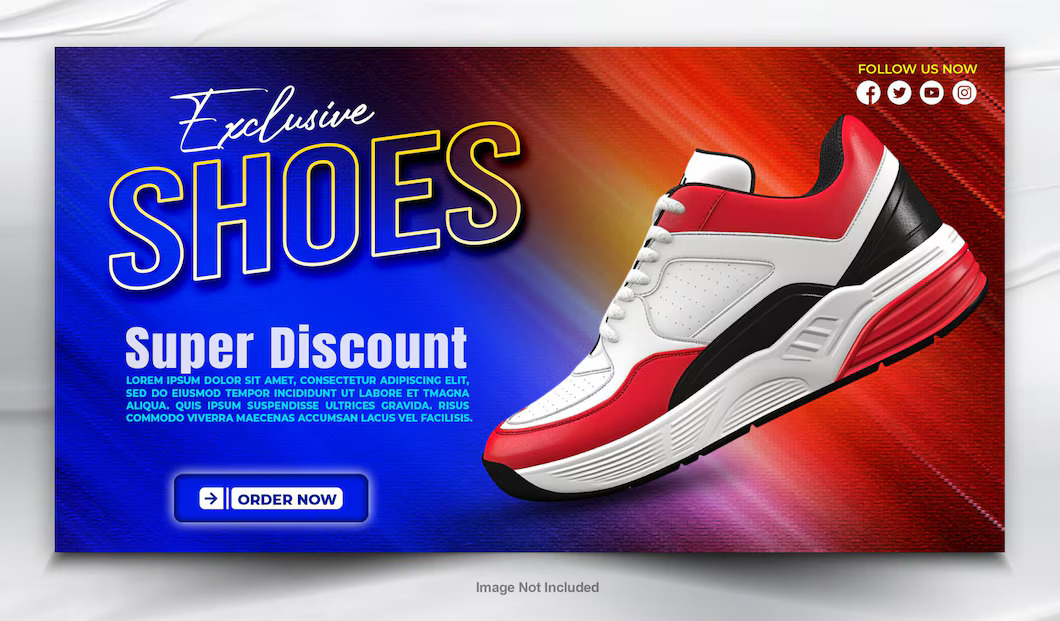 FOLLOW US NOW
Exclusive
SHOES
Super Discount
LOREM IPSUM DOLOR SIT AMET, CONSECTETUR ADIPISCING ELIT,
SED DO EIUSMOD TEMPOR INCIDIDUNT UT LABORE ET TMAGNA
ALIQUA. QUIS IPSUM SUSPENDISSE ULTRICES GRAVIDA. RISUS
COMMODO VIVERRA MAECENAS ACCUMSAN LACUS VEL FACILISIS.
ORDER NOW
Image Not Included